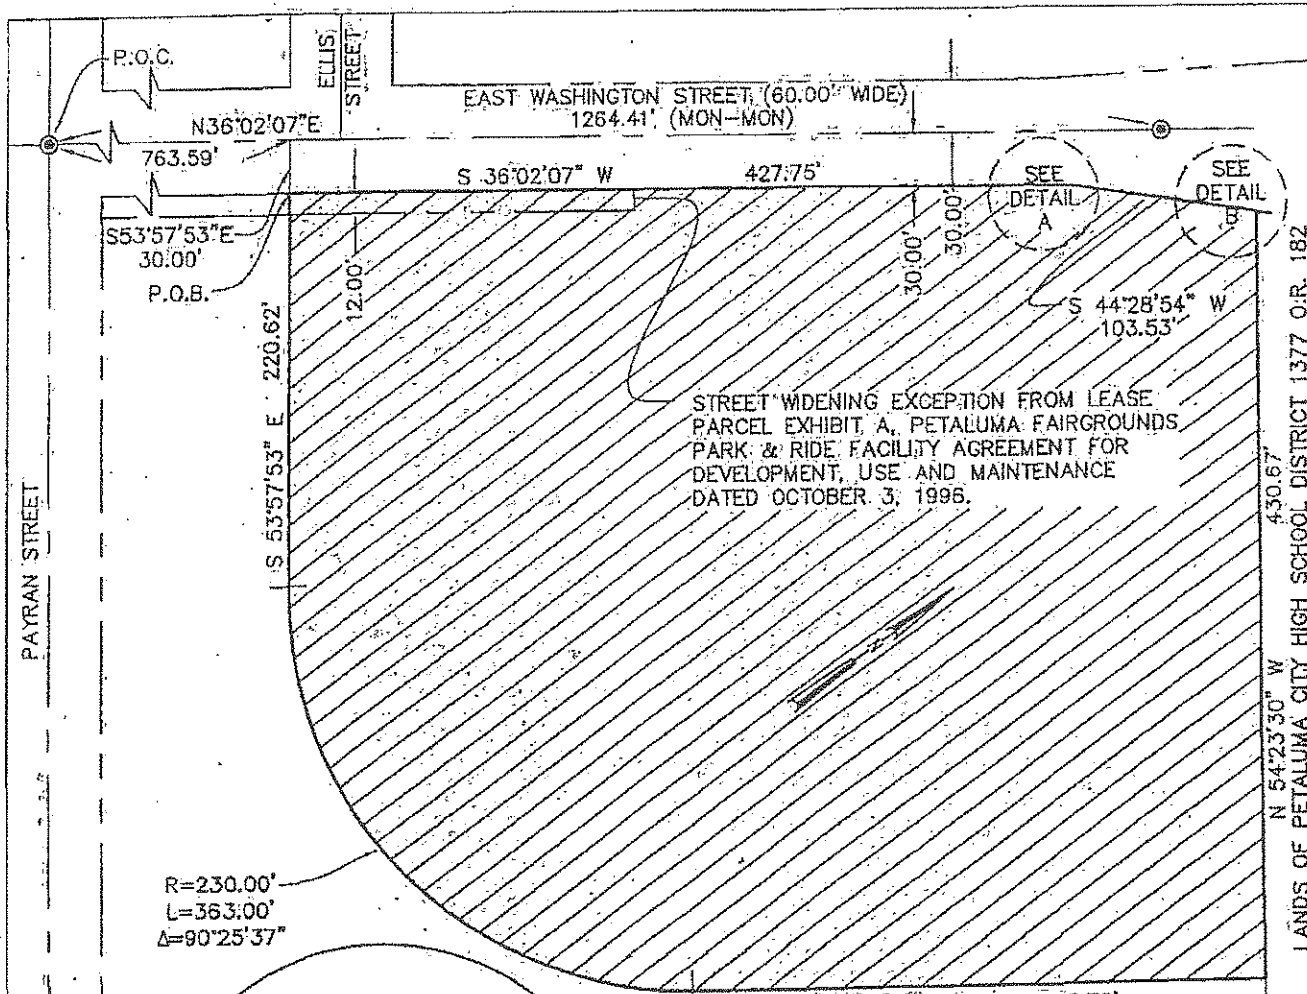 P.O.C.
ELLIS
STREET
EAST WASHINGTON STREET (60.00' WIDE)
1264.41' (MON-MON)
N36°02'07"E
763.59'
S 36°02'07" W 427.75'
SEE
DETAIL
A
SEE
DETAIL
B
S53°57'53"E
30.00'
P.O.B.
12.00'
30.00'
30.00'
S 44°28'54" W
103.53'
S 53°57'53" E 220.62'
STREET WIDENING EXCEPTION FROM LEASE
PARCEL EXHIBIT A, PETALUMA FAIRGROUNDS
PARK & RIDE FACILITY AGREEMENT FOR
DEVELOPMENT, USE AND MAINTENANCE
DATED OCTOBER 3, 1996.
PAYRAN STREET
N
N 54°23'30" W 430.67'
LANDS OF PETALUMA CITY HIGH SCHOOL DISTRICT 1377 O.R. 182
R=230.00'
L=363.00'
Δ=90°25'37"